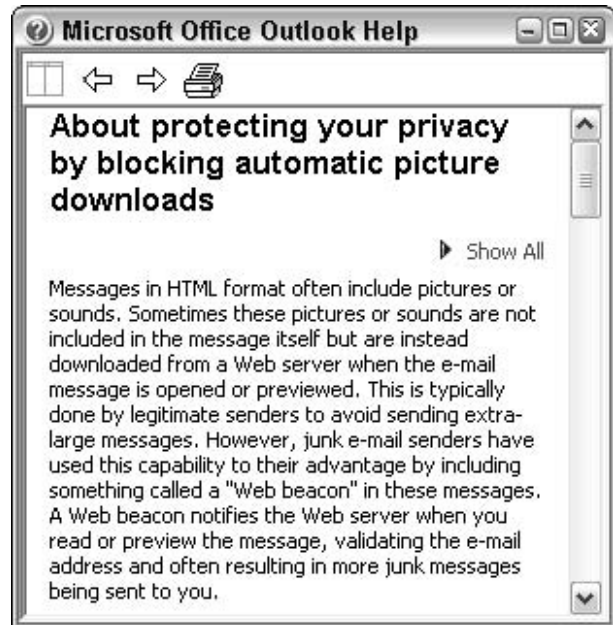 Microsoft Office Outlook Help
About protecting your privacy
by blocking automatic picture
downloads
Show All
Messages in HTML format often include pictures or
sounds. Sometimes these pictures or sounds are not
included in the message itself but are instead
downloaded from a Web server when the e-mail
message is opened or previewed. This is typically
done by legitimate senders to avoid sending extra-
large messages. However, junk e-mail senders have
used this capability to their advantage by including
something called a "Web beacon" in these messages.
A Web beacon notifies the Web server when you
read or preview the message, validating the e-mail
address and often resulting in more junk messages
being sent to you.